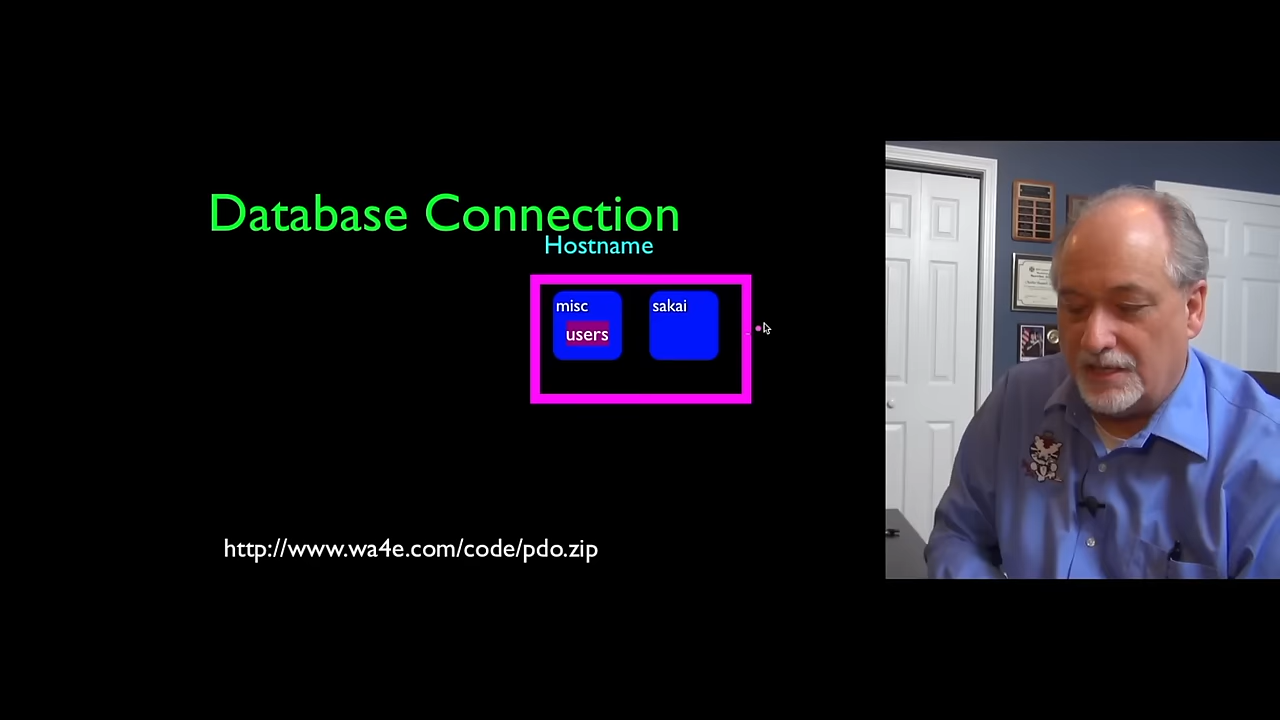 Database Connection
Hostname
misc
sakai
users
http://www.wa4e.com/code/pdo.zip